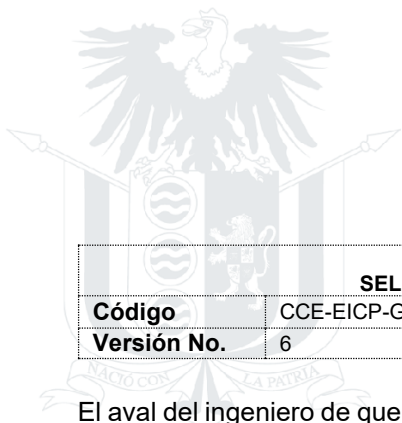 SEL
Código CCE-EICP-G
Versión No. 6
NACIÓ CON LA PATRIA
El aval del ingeniero de que